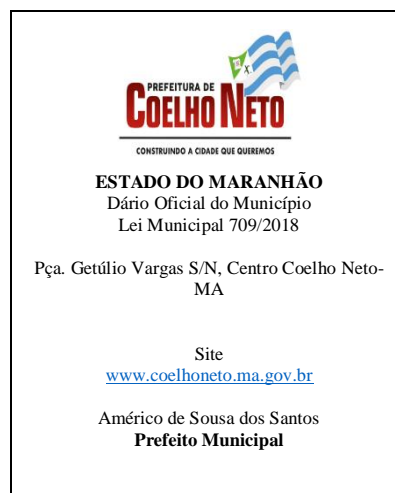 PREFEITURA DE
COELHO NETO
CONSTRUINDO A CIDADE QUE QUEREMOS
ESTADO DO MARANHÃO
Dário Oficial do Município
Lei Municipal 709/2018
Pça. Getúlio Vargas S/N, Centro Coelho Neto-
MA
Site
www.coelhoneto.ma.gov.br
Américo de Sousa dos Santos
Prefeito Municipal